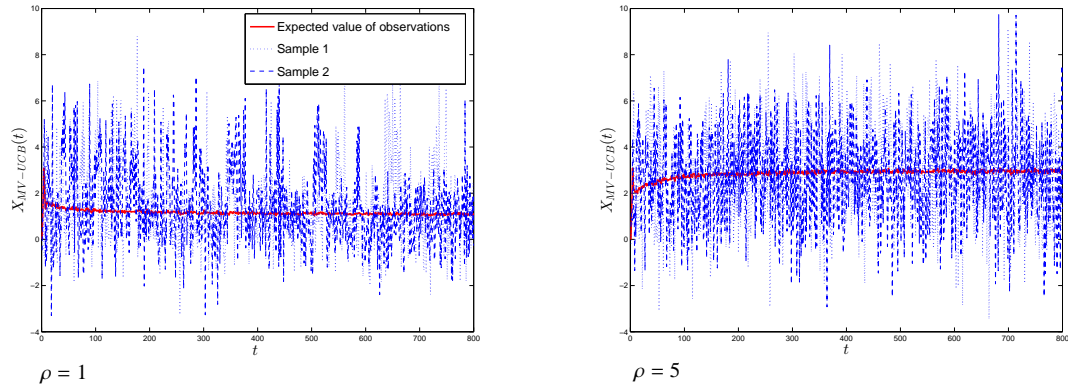 10
8
6
4
2
0
−2
−4
0 100 200 300 400 500 600 700 800
X_{MV−UCB}(t)
t
Expected value of observations
Sample 1
Sample 2
ρ = 1
10
8
6
4
2
0
−2
−4
0 100 200 300 400 500 600 700 800
X_{MV−UCB}(t)
t
ρ = 5